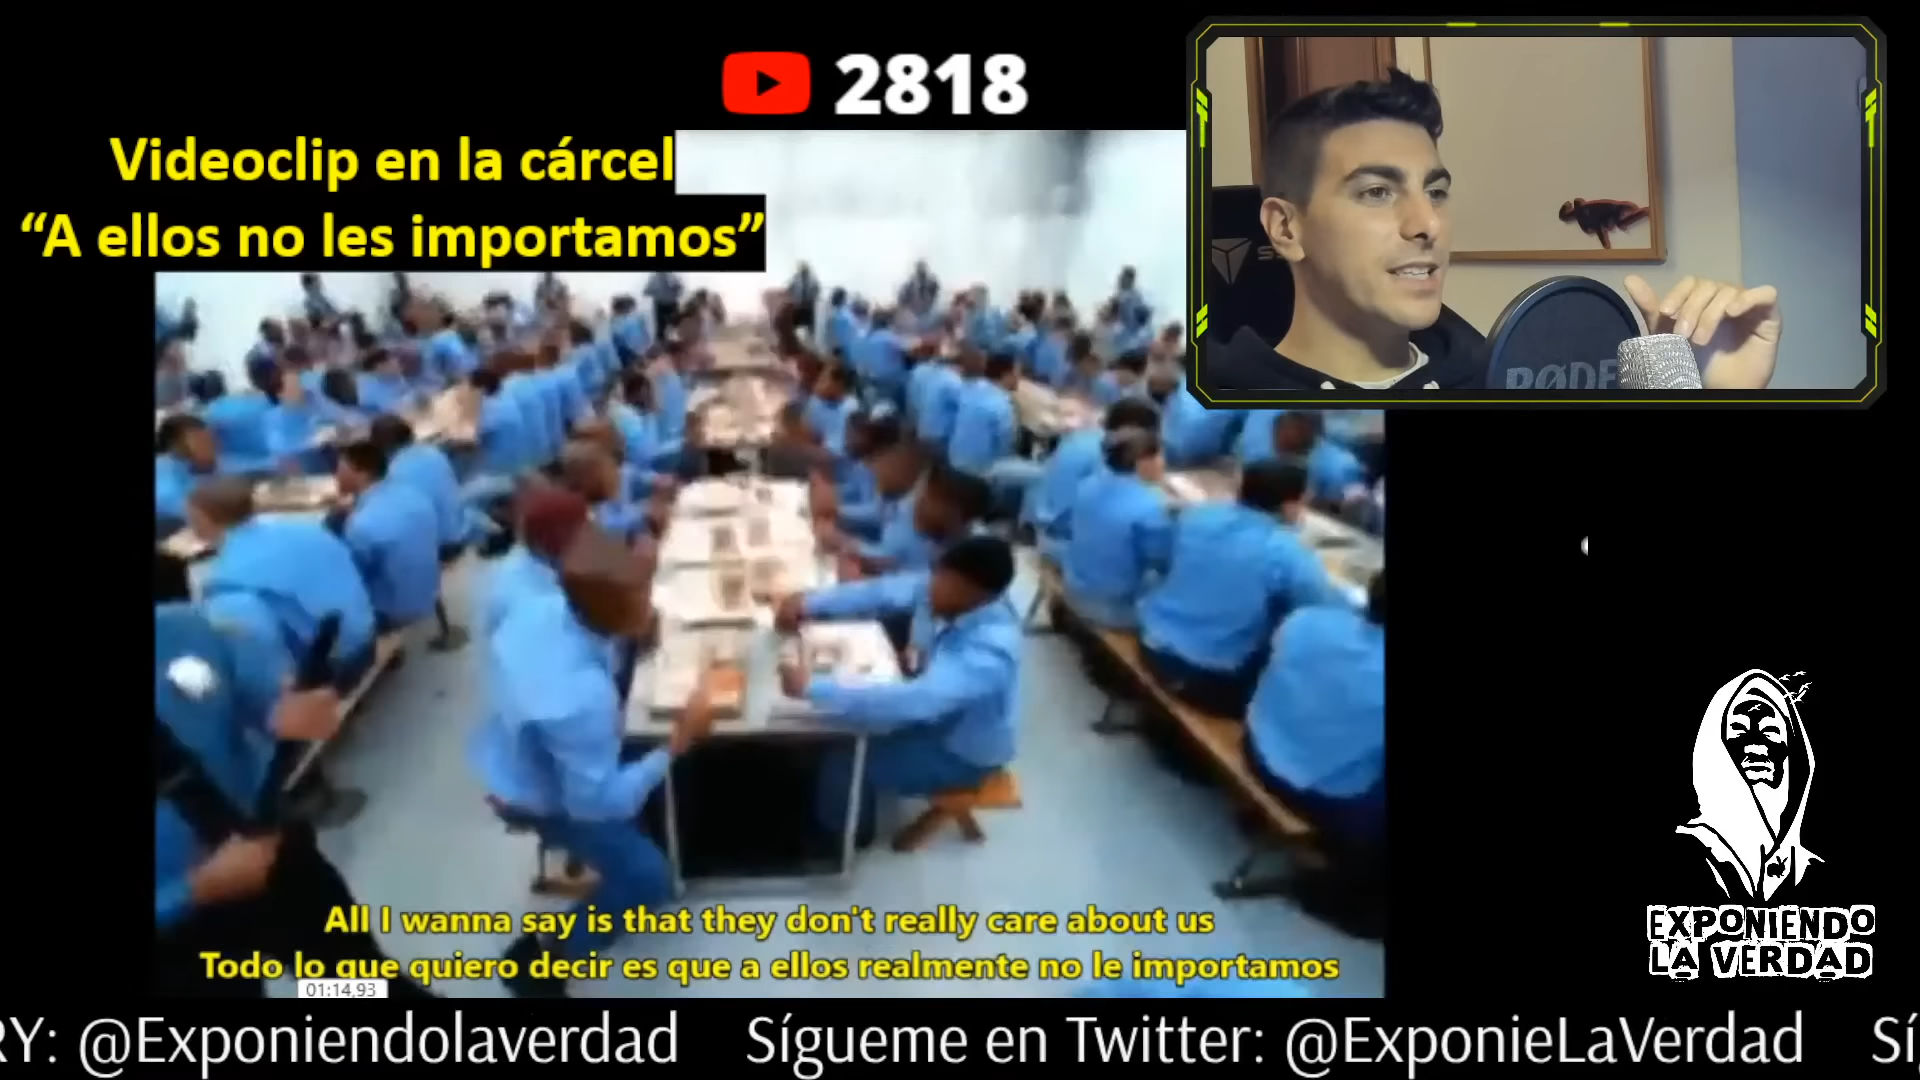 2818
Videoclip en la cárcel
“A ellos no les importamos”
RØDE
All I wanna say is that they don't really care about us
Todo lo que quiero decir es que a ellos realmente no le importamos
01:14,93
EXPONIENDO
LA VERDAD
RY: @Exponiendolaverdad Sígueme en Twitter: @ExponieLaVerdad Sí